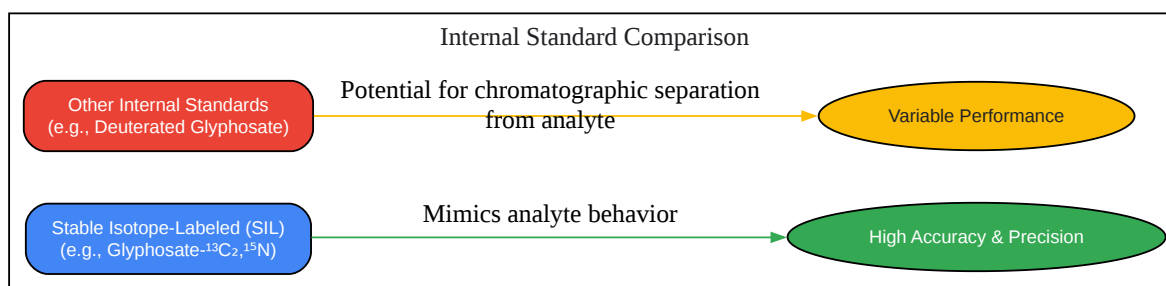 Internal Standard Comparison
Other Internal Standards
(e.g., Deuterated Glyphosate)
Potential for chromatographic separation
from analyte
Variable Performance
Stable Isotope-Labeled (SIL)
(e.g., Glyphosate-¹³C₂,¹⁵N)
Mimics analyte behavior
High Accuracy & Precision